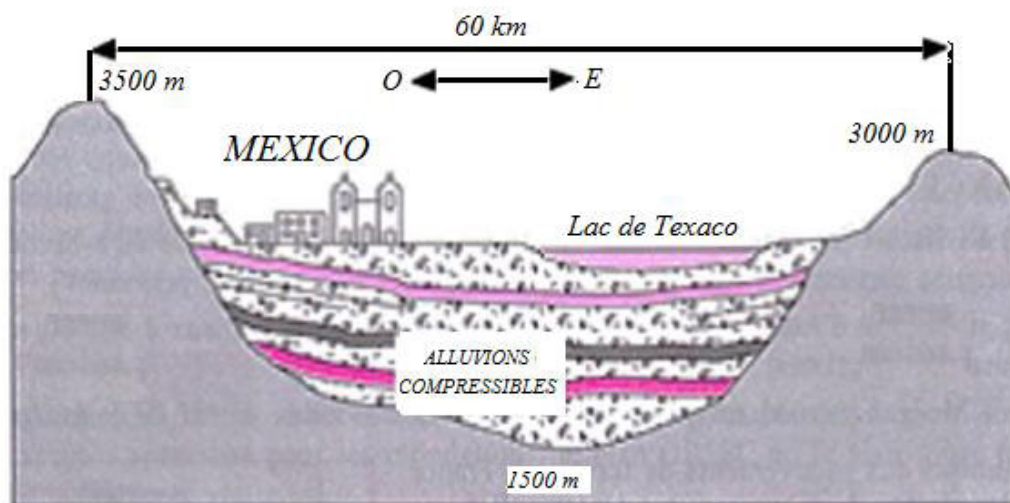 60 km
3500 m
O E
3000 m
MEXICO
Lac de Texaco
ALLUVIONS
COMPRESSIBLES
1500 m